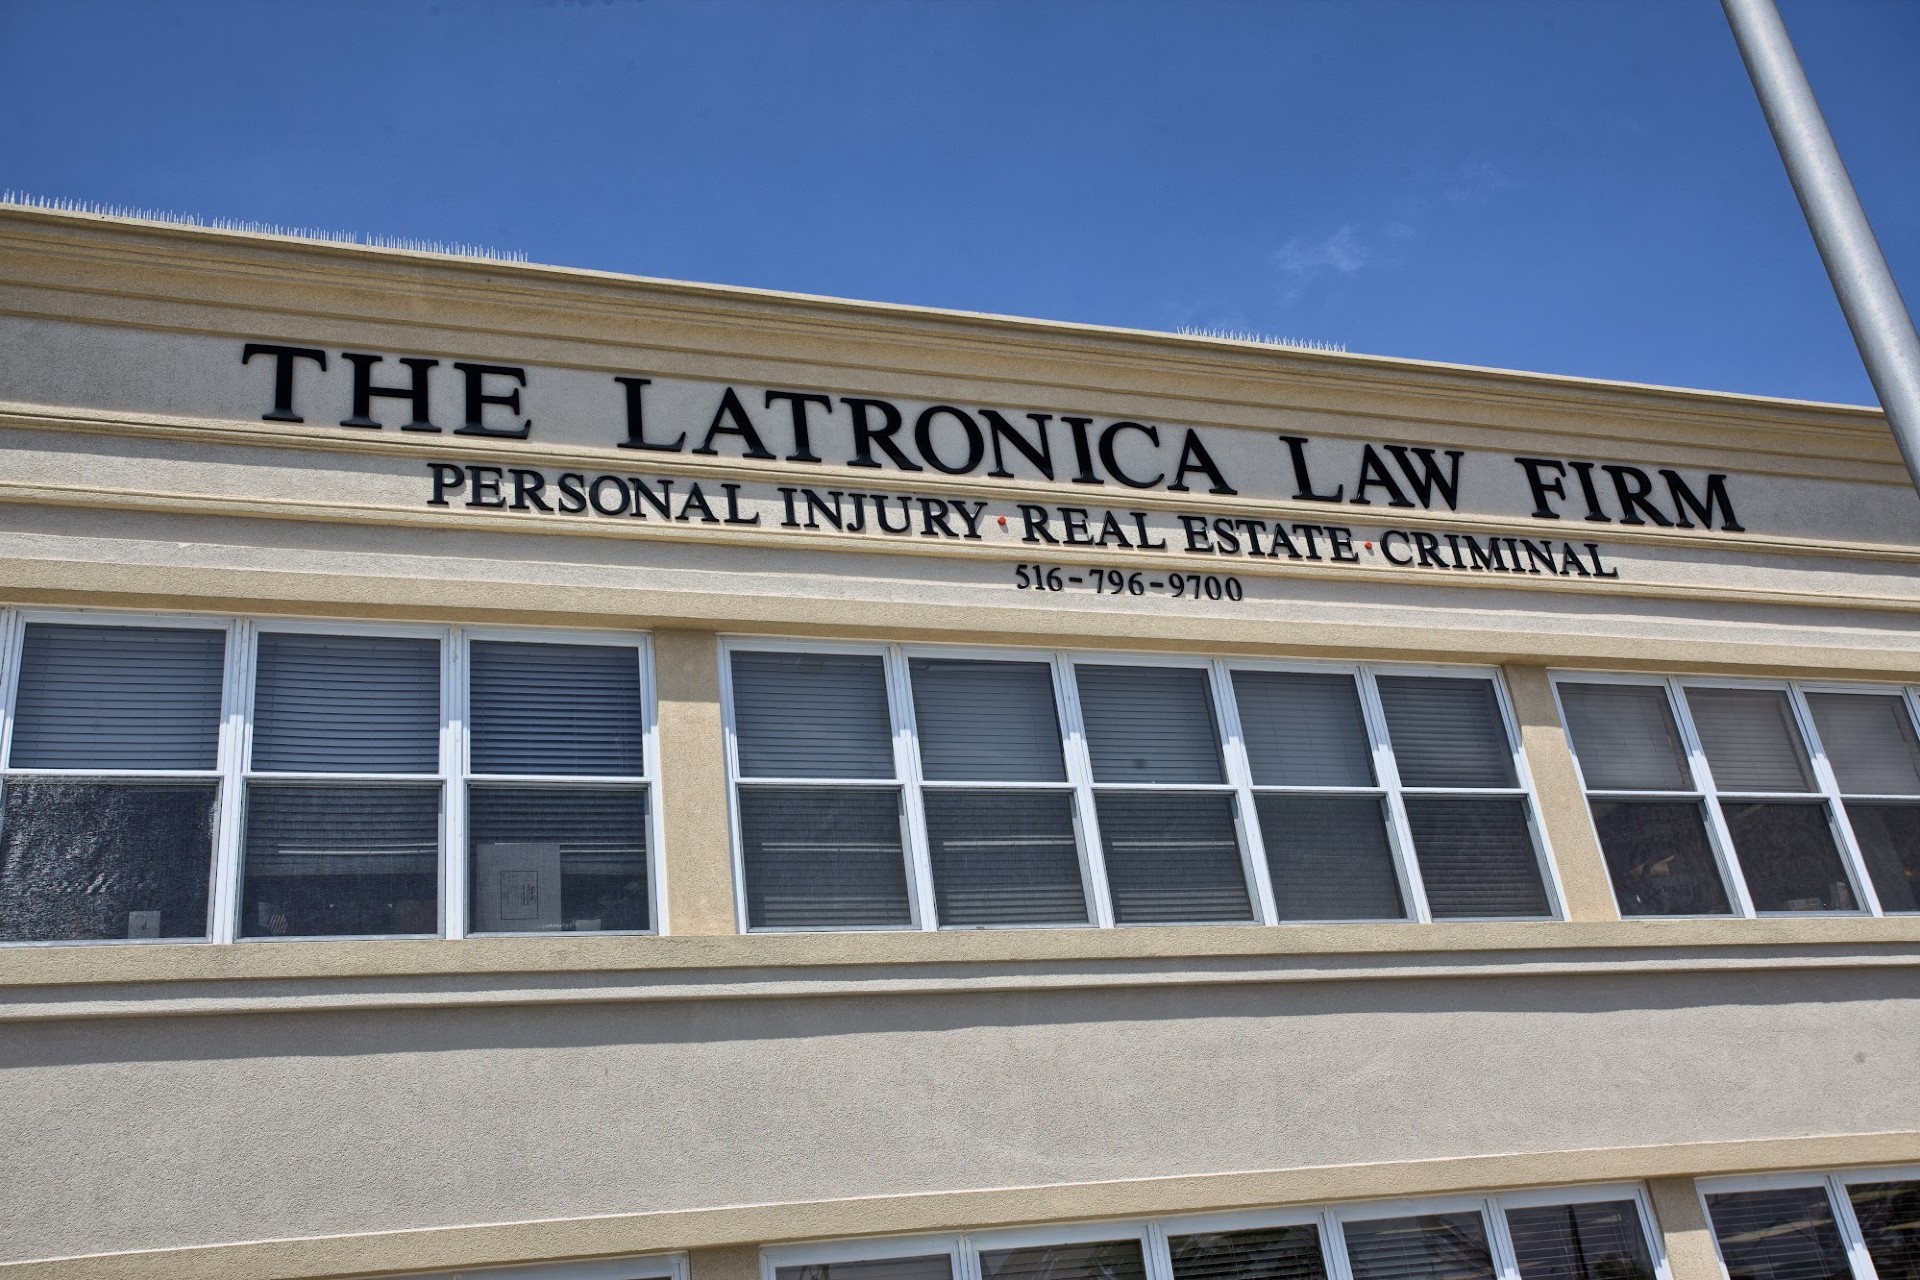 THE LATRONICA LAW FIRM
PERSONAL INJURY • REAL ESTATE • CRIMINAL
516-796-9700